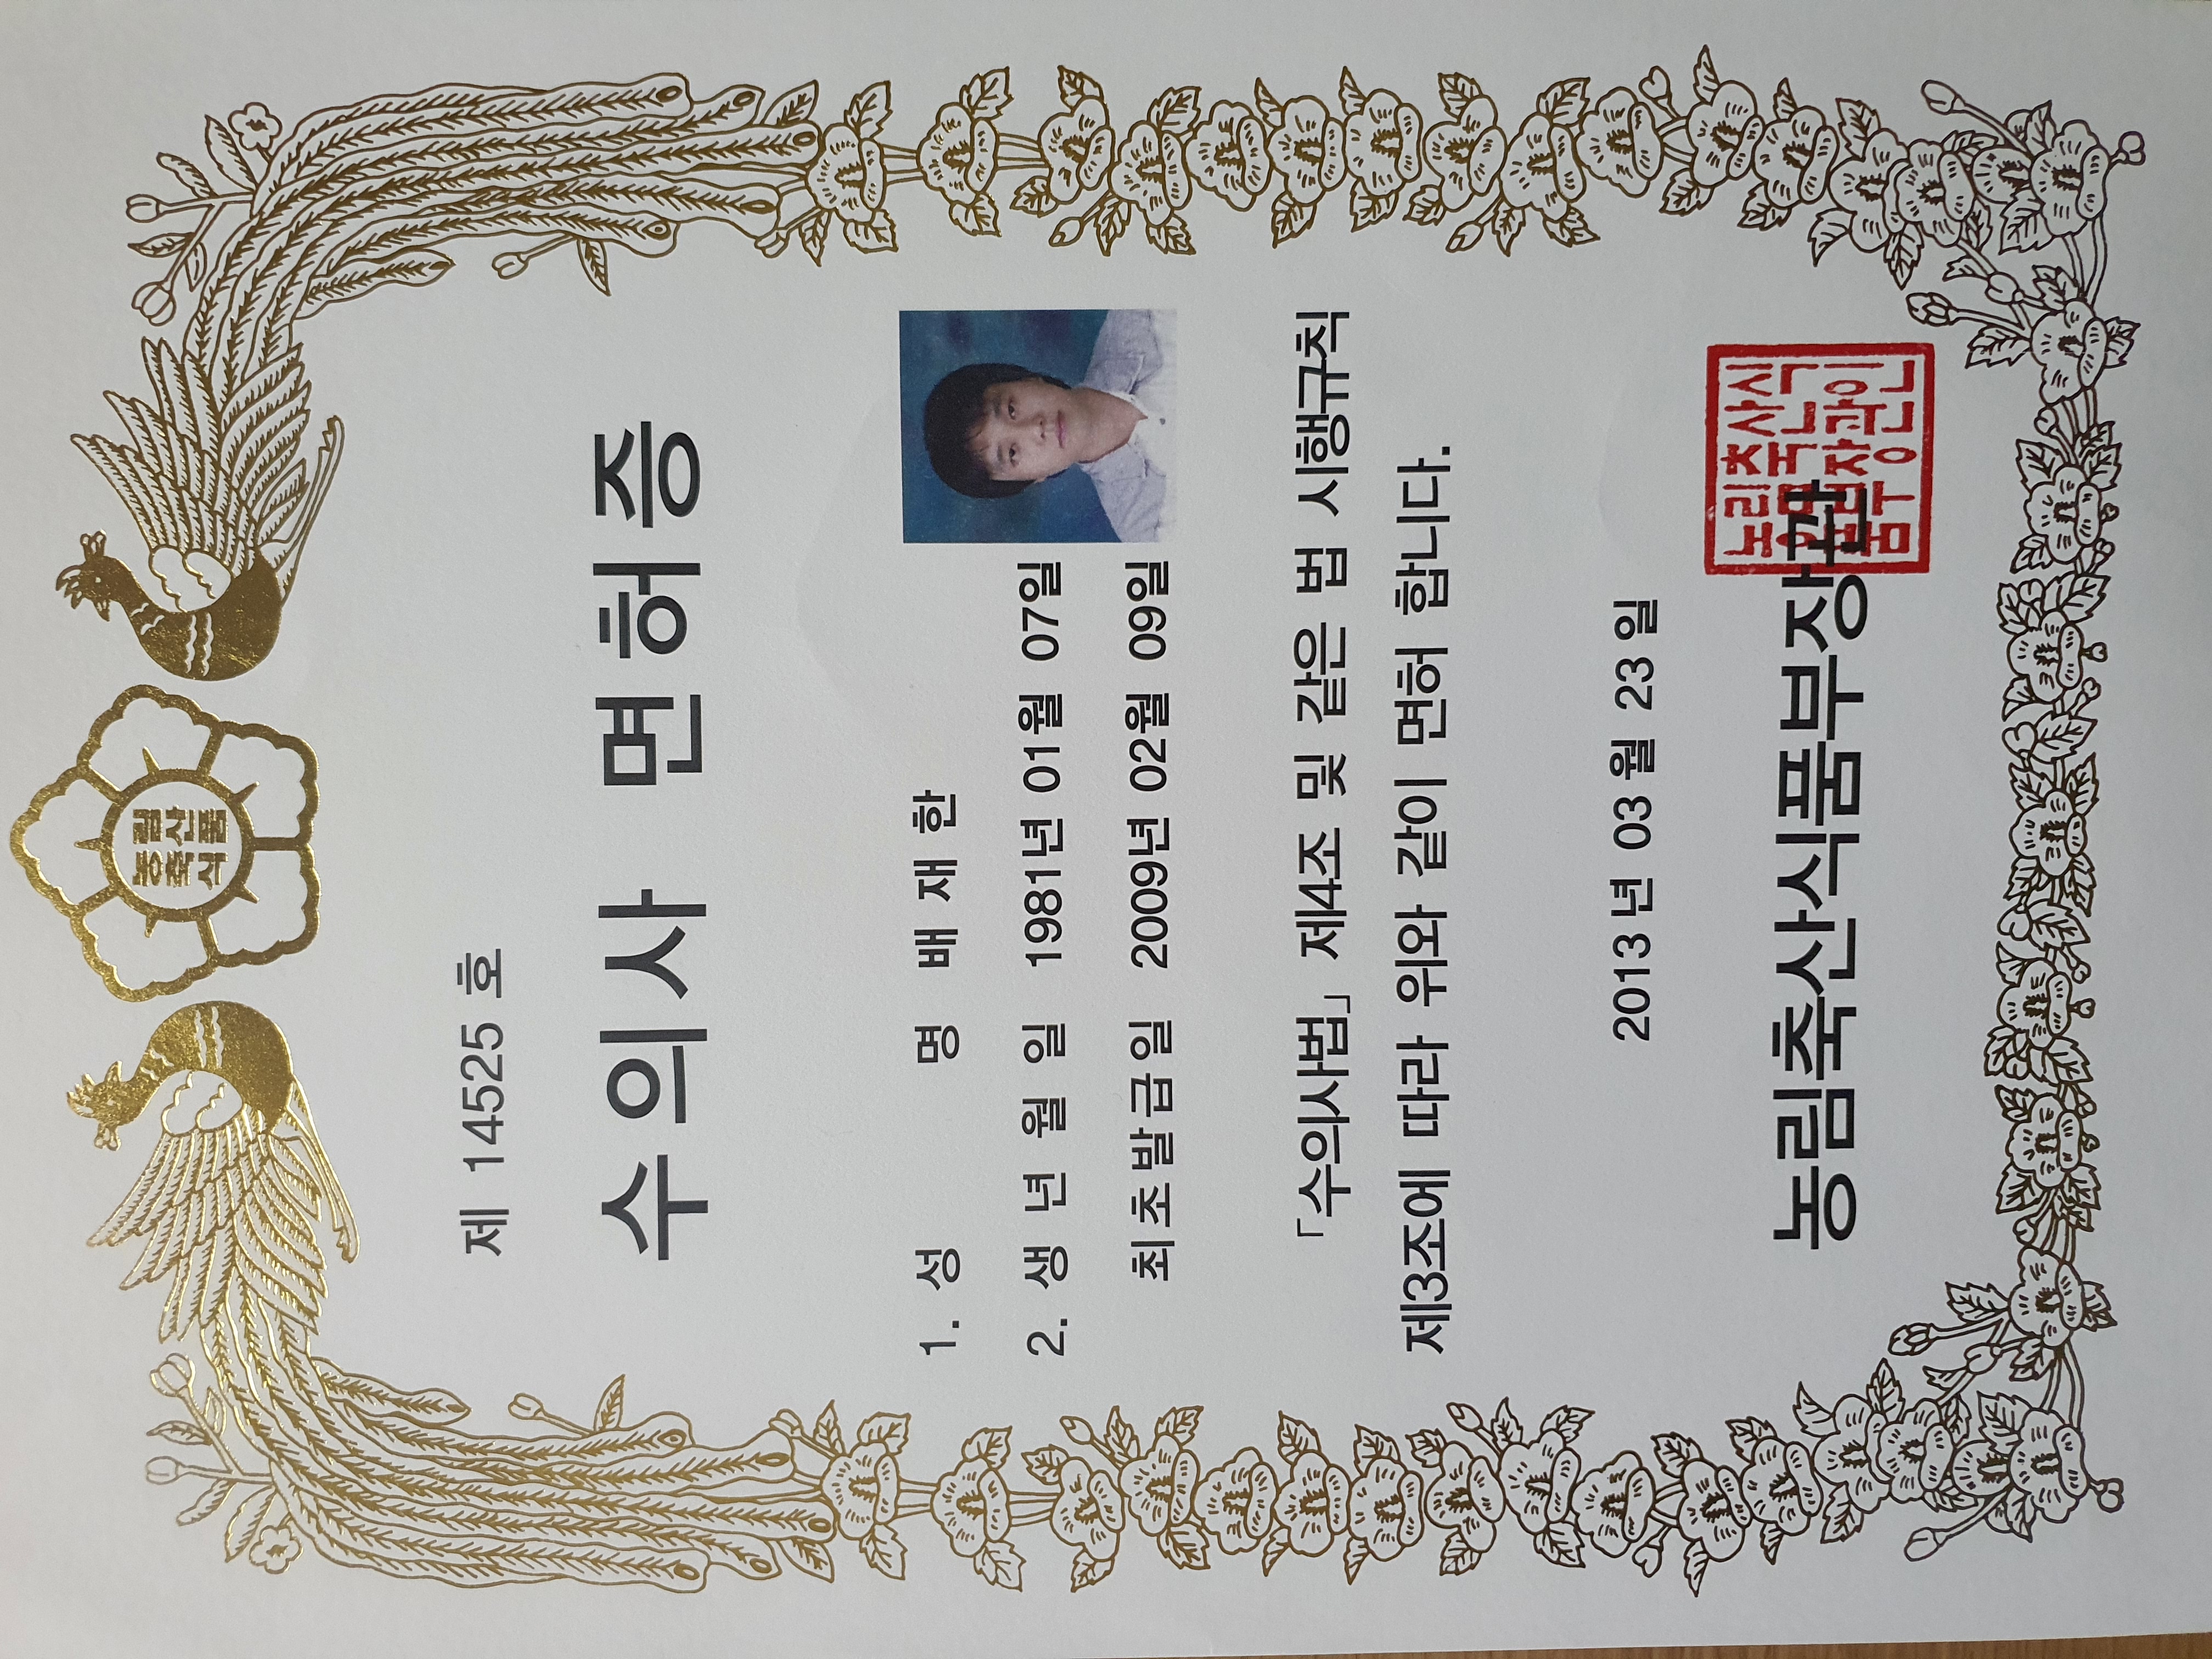 농림
축산
식품
제 14525 호
수의사 면허증
1. 성 명 배 재 한
2. 생 년 월 일 1981년 01월 07일
최초발급일 2009년 02월 09일
「수의사법」 제4조 및 같은 법 시행규칙
제3조에 따라 위와 같이 면허 합니다.
2013 년 03 월 23 일
농림축산식품부장관
농림축산식
품부장관인